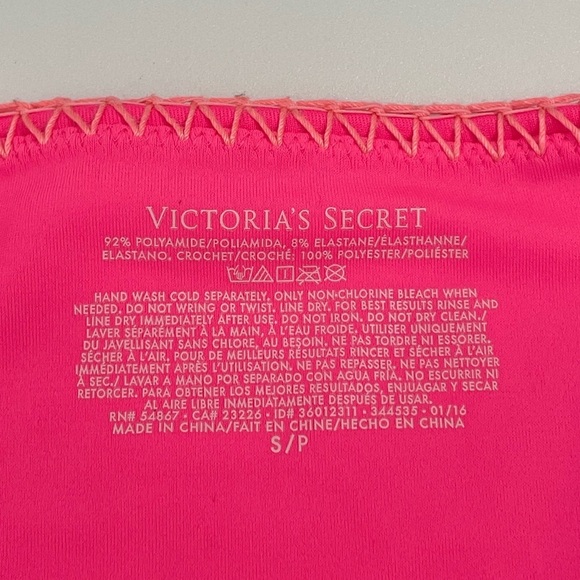 VICTORIA'S SECRET
92% POLYAMIDE/POLIAMIDA, 8% ELASTANE/ÉLASTHANNE/
ELASTANO. CROCHET/CROCHÉ: 100% POLYESTER/POLIÉSTER
HAND WASH COLD SEPARATELY. ONLY NON-CHLORINE BLEACH WHEN
NEEDED. DO NOT WRING OR TWIST. LINE DRY. FOR BEST RESULTS RINSE AND
LINE DRY IMMEDIATELY AFTER USE. DO NOT IRON. DO NOT DRY CLEAN./
LAVER SÉPARÉMENT À LA MAIN, À L'EAU FROIDE. UTILISER UNIQUEMENT
DU JAVELLISANT SANS CHLORE, AU BESOIN. NE PAS TORDRE NI ESSORER.
SÉCHER À L'AIR. POUR DE MEILLEURS RÉSULTATS RINCER ET SÉCHER À L'AIR
IMMÉDIATEMENT APRÈS L'UTILISATION. NE PAS REPASSER. NE PAS NETTOYER
À SEC./ LAVAR A MANO POR SEPARADO CON AGUA FRÍA. NO ESCURRIR NI
RETORCER. PARA OBTENER LOS MEJORES RESULTADOS, ENJUAGAR Y SECAR
AL AIRE LIBRE INMEDIATAMENTE DESPUÉS DE USAR.
RN# 54867 • CA# 23226 • ID# 36012311 • 344535 • 01/16
MADE IN CHINA/FAIT EN CHINE/HECHO EN CHINA
S/P